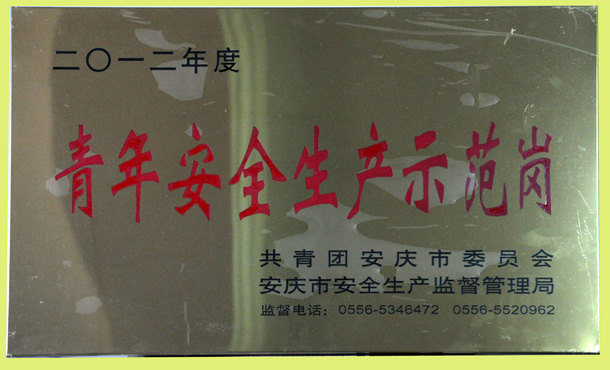 二〇一二年度
青年安全生产示范岗
共青团安庆市委员会
安庆市安全生产监督管理局
监督电话：0556-5346472 0556-5520962